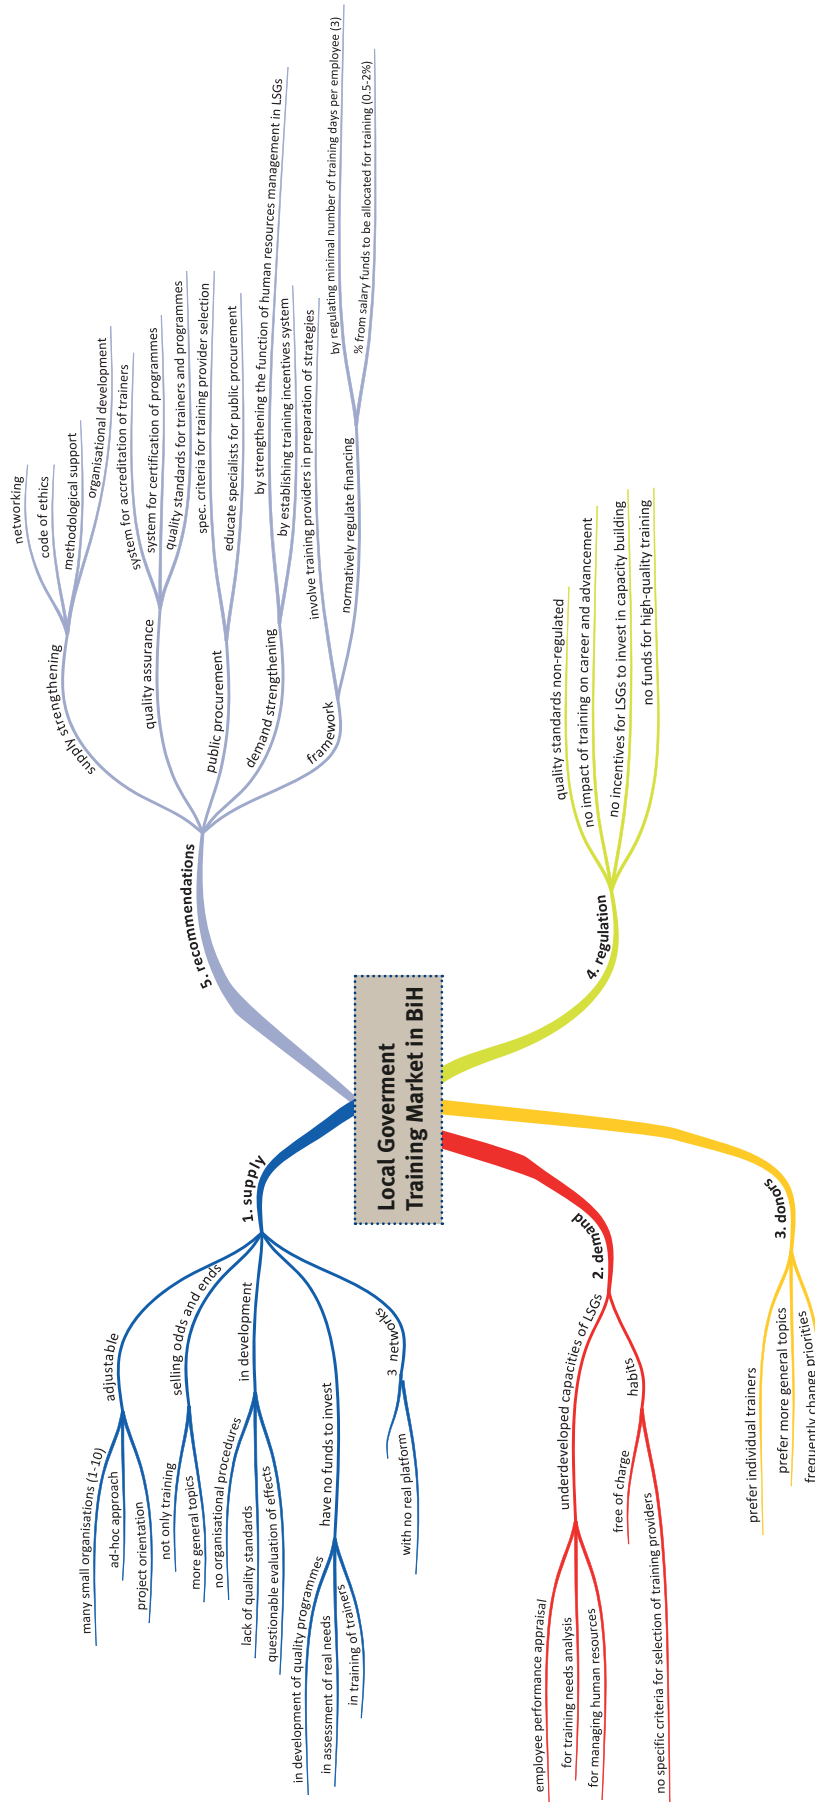 Local Goverment
Training Market in BiH
1. supply
adjustable
many small organisations (1-10)
ad-hoc approach
project orientation
selling odds and ends
not only training
more general topics
in development
no organisational procedures
lack of quality standards
questionable evaluation of effects
have no funds to invest
in development of quality programmes
in assessment of real needs
in training of trainers
3 networks
with no real platform
2. demand
underdeveloped capacities of LSGs
employee performance appraisal
for training needs analysis
for managing human resources
habits
free of charge
no specific criteria for selection of training providers
3. donors
prefer individual trainers
prefer more general topics
frequently change priorities
4. regulation
quality standards non-regulated
no impact of training on career and advancement
no incentives for LSGs to invest in capacity building
no funds for high-quality training
5. recommendations
supply strengthening
networking
code of ethics
methodological support
organisational development
quality assurance
system for accreditation of trainers
system for certification of programmes
quality standards for trainers and programmes
public procurement
spec. criteria for training provider selection
educate specialists for public procurement
demand strengthening
by strengthening the function of human resources management in LSGs
by establishing training incentives system
framework
involve training providers in preparation of strategies
normatively regulate financing
by regulating minimal number of training days per employee (3)
% from salary funds to be allocated for training (0.5-2%)